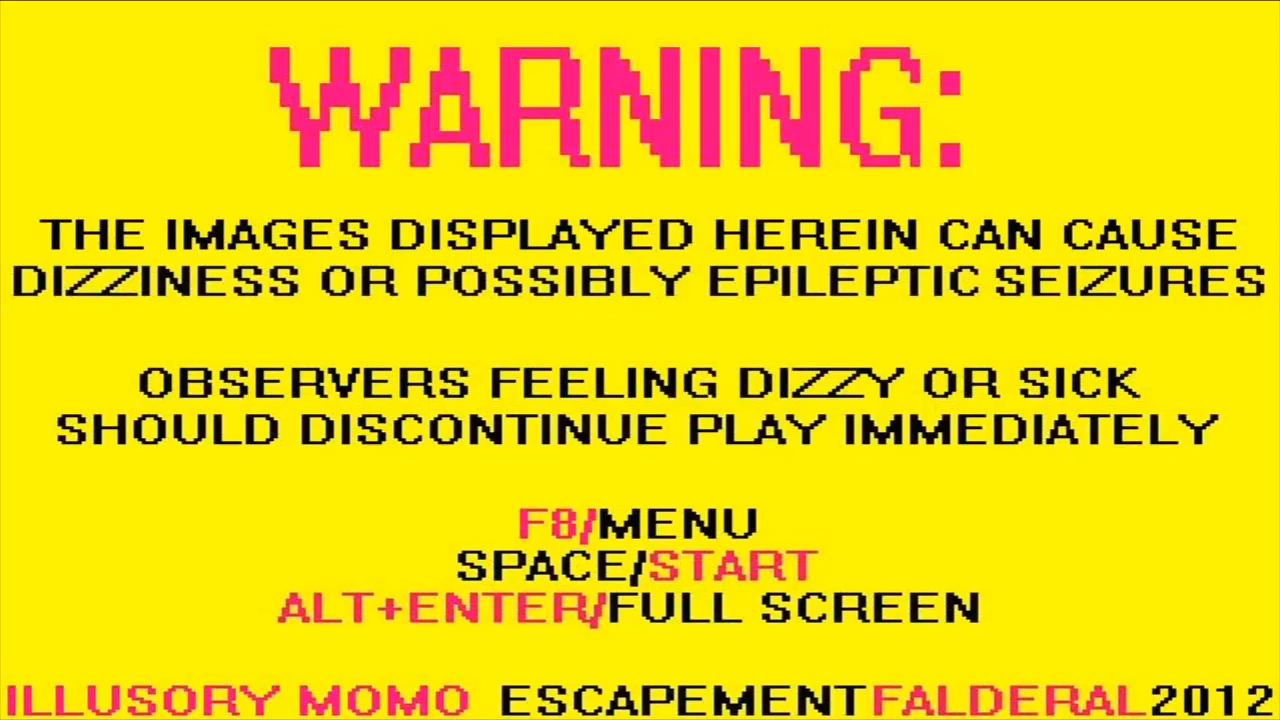 WARNING:
THE IMAGES DISPLAYED HEREIN CAN CAUSE
DIZZINESS OR POSSIBLY EPILEPTIC SEIZURES
OBSERVERS FEELING DIZZY OR SICK
SHOULD DISCONTINUE PLAY IMMEDIATELY
F8/MENU
SPACE/START
ALT+ENTER/FULL SCREEN
ILLUSORY MOMO ESCAPEMENTFALDERAL2012